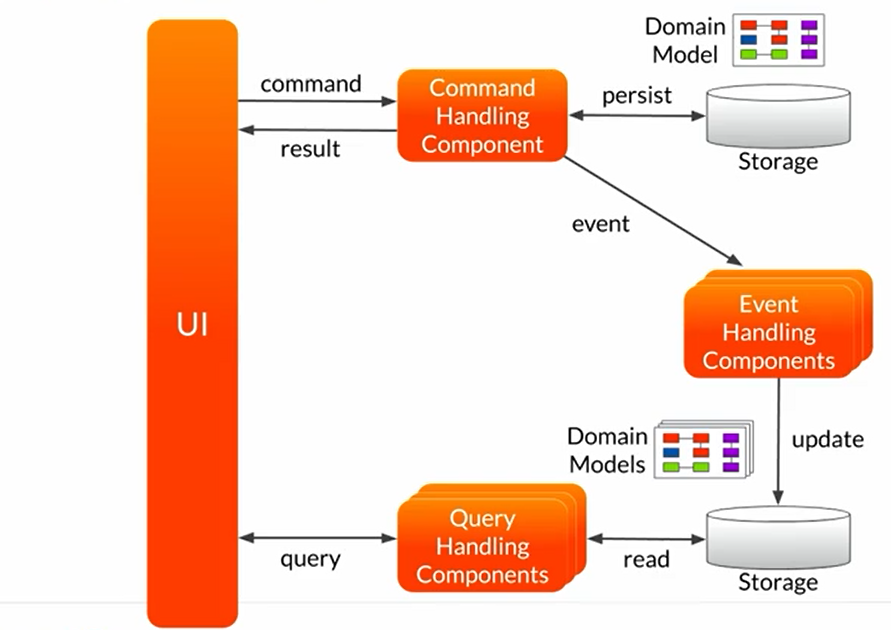 Domain
Model
command
Command
Handling
Component
persist
result
Storage
event
UI
Event
Handling
Components
Domain
Models
update
Query
Handling
Components
query
read
Storage